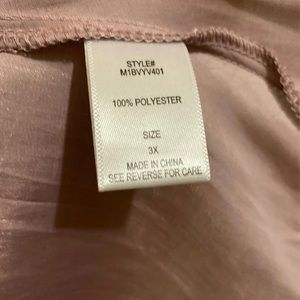 STYLE#
M1BVYV401
100% POLYESTER
SIZE
3X
MADE IN CHINA
SEE REVERSE FOR CARE